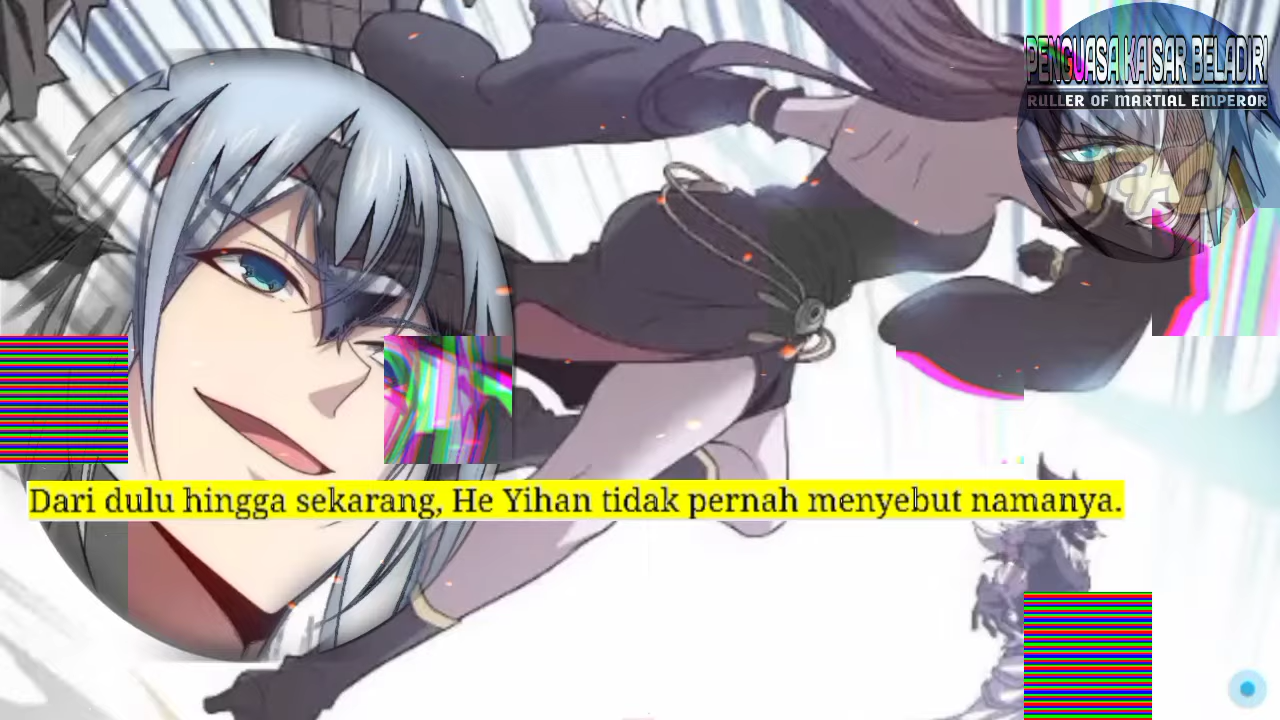 PENGUASA KAISAR BELADIRI
RULLER OF MARTIAL EMPEROR
Dari dulu hingga sekarang, He Yihan tidak pernah menyebut namanya.